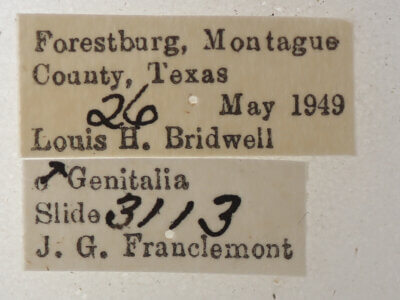 Forestburg, Montague
County, Texas
26 May 1949
Louis H. Bridwell
♂ Genitalia
Slide 3113
J. G. Franclemont